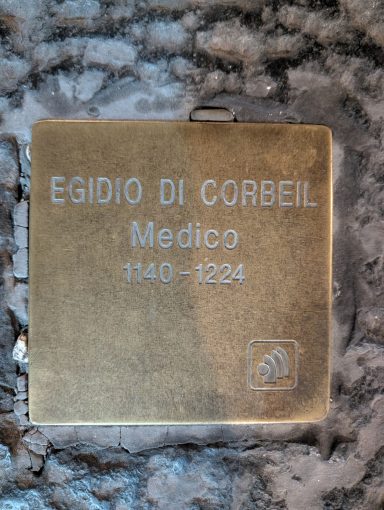 EGIDIO DI CORBEIL
Medico
1140-1224